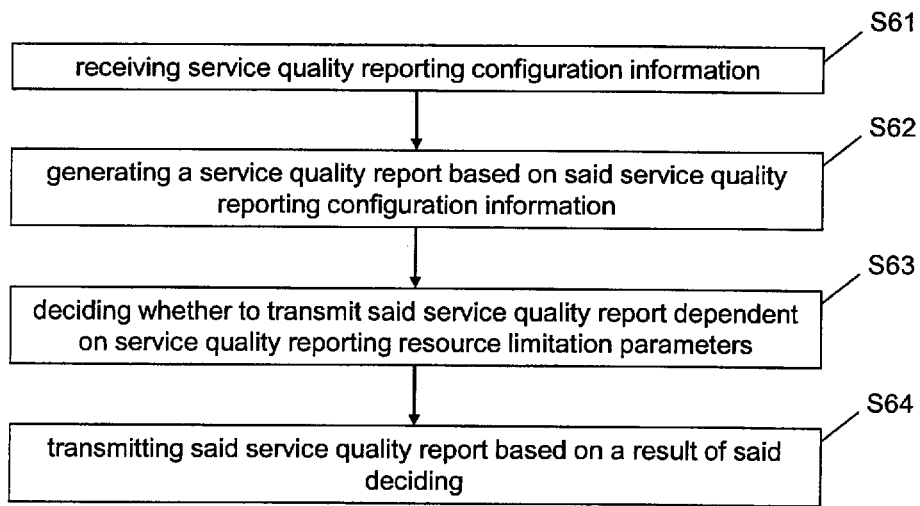 S61
receiving service quality reporting configuration information
S62
generating a service quality report based on said service quality
reporting configuration information
S63
deciding whether to transmit said service quality report dependent
on service quality reporting resource limitation parameters
S64
transmitting said service quality report based on a result of said
deciding